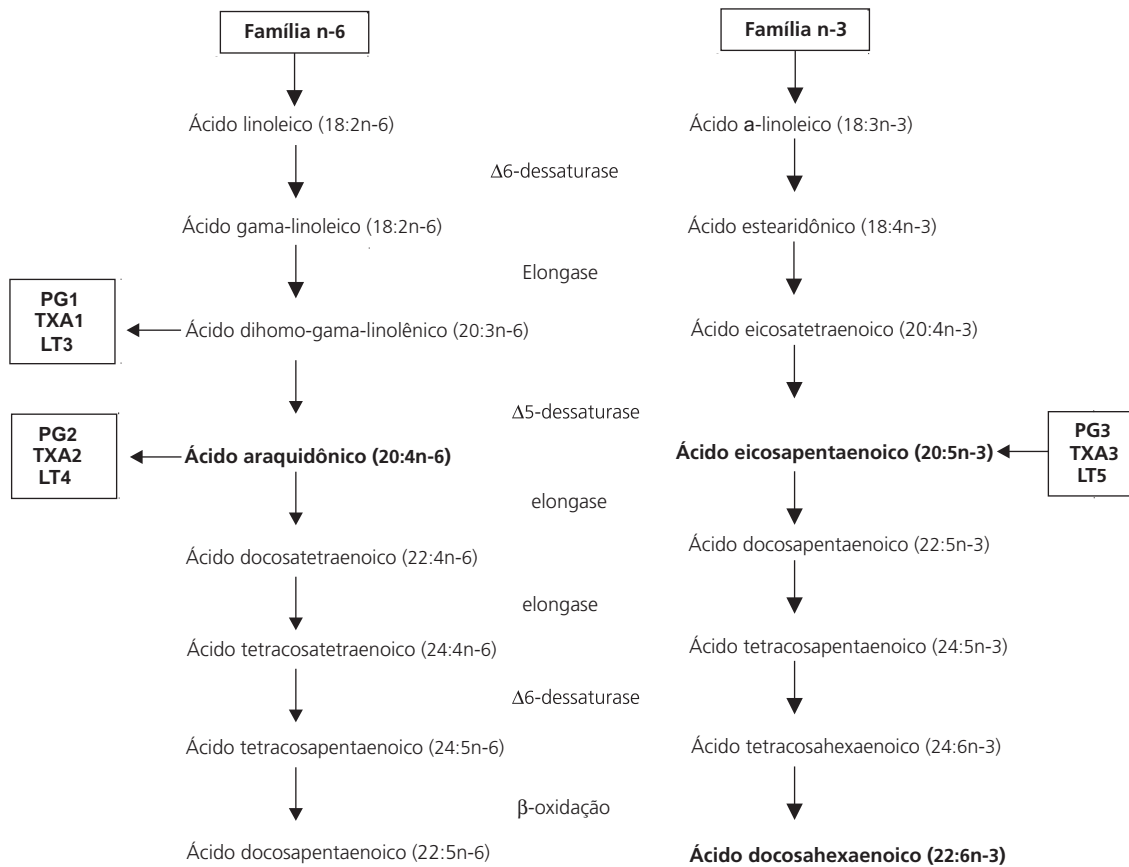 Família n-6
Família n-3
Ácido linoleico (18:2n-6)
Ácido a-linoleico (18:3n-3)
Δ6-dessaturase
Ácido gama-linoleico (18:2n-6)
Ácido estearidônico (18:4n-3)
Elongase
PG1
TXA1
LT3
Ácido dihomo-gama-linolênico (20:3n-6)
Ácido eicosatetraenoico (20:4n-3)
Δ5-dessaturase
PG2
TXA2
LT4
Ácido araquidônico (20:4n-6)
Ácido eicosapentaenoico (20:5n-3)
PG3
TXA3
LT5
elongase
Ácido docosatetraenoico (22:4n-6)
Ácido docosapentaenoico (22:5n-3)
elongase
Ácido tetracosatetraenoico (24:4n-6)
Ácido tetracosapentaenoico (24:5n-3)
Δ6-dessaturase
Ácido tetracosapentaenoico (24:5n-6)
Ácido tetracosahexaenoico (24:6n-3)
β-oxidação
Ácido docosapentaenoico (22:5n-6)
Ácido docosahexaenoico (22:6n-3)